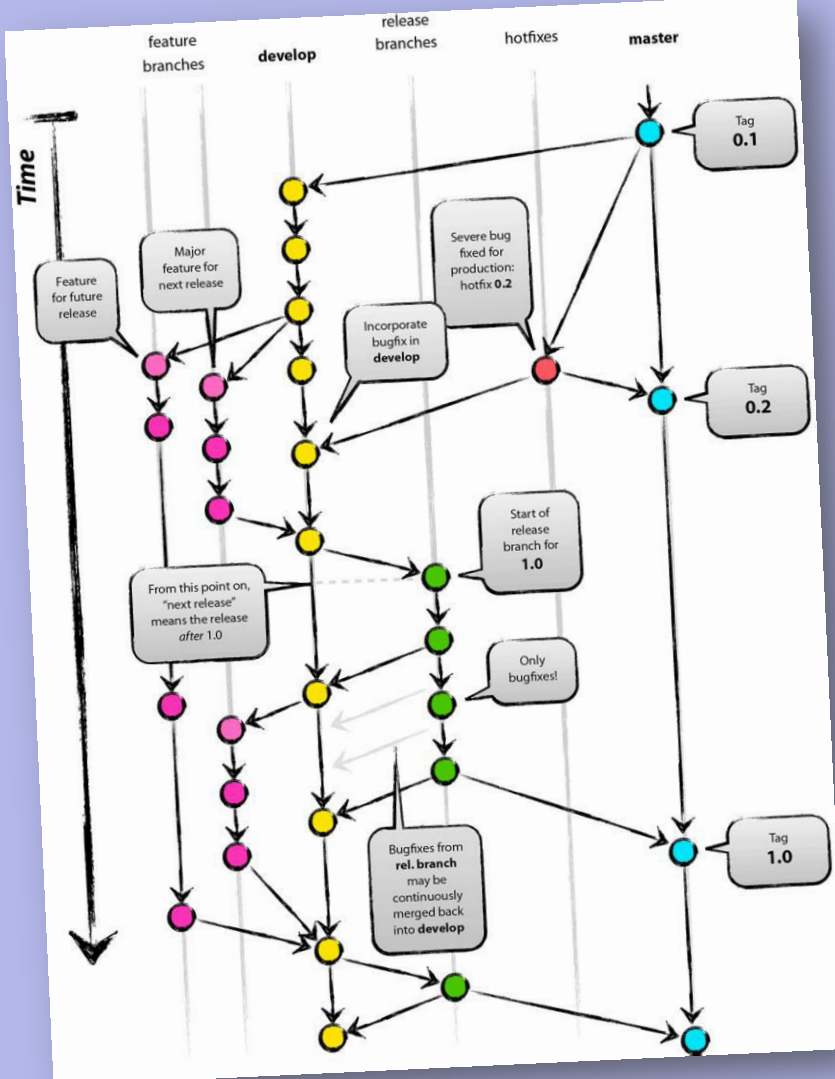 feature
branches
develop
release
branches
hotfixes
master
Time
Tag
0.1
Major
feature for
next release
Severe bug
fixed for
production:
hotfix 0.2
Feature
for future
release
Incorporate
bugfix in
develop
Tag
0.2
Start of
release
branch for
1.0
From this point on,
“next release”
means the release
after 1.0
Only
bugfixes!
Bugfixes from
rel. branch
may be
continuously
merged back
into develop
Tag
1.0